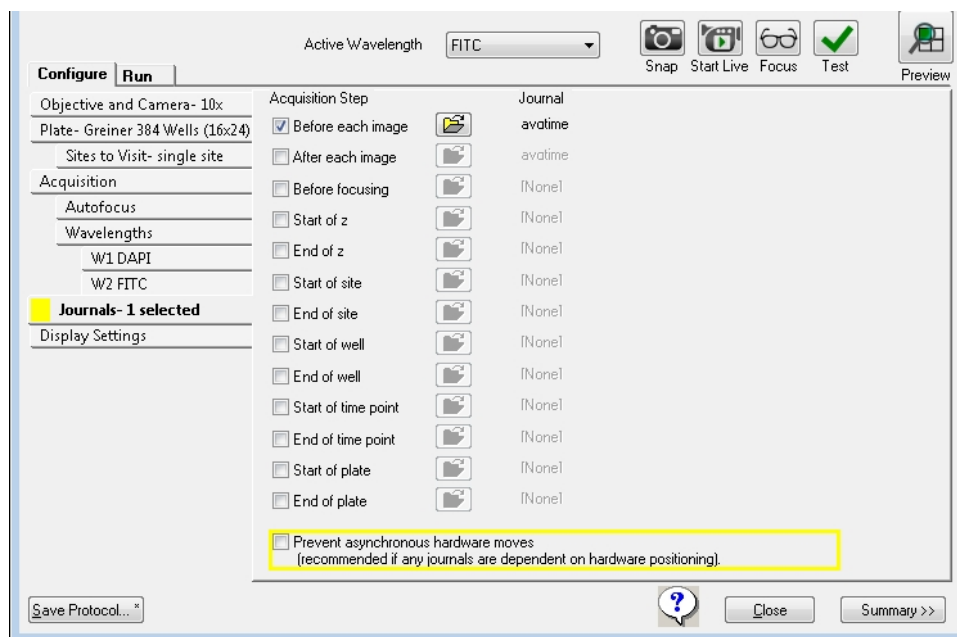 Active Wavelength FITC
Snap Start Live Focus Test Preview
Configure Run
Objective and Camera- 10x
Plate- Greiner 384 Wells (16x24)
Sites to Visit- single site
Acquisition
Autofocus
Wavelengths
W1 DAPI
W2 FITC
Journals- 1 selected
Display Settings
Acquisition Step Journal
Before each image avatime
After each image avatime
Before focusing [None]
Start of z [None]
End of z [None]
Start of site [None]
End of site [None]
Start of well [None]
End of well [None]
Start of time point [None]
End of time point [None]
Start of plate [None]
End of plate [None]
Prevent asynchronous hardware moves
(recommended if any journals are dependent on hardware positioning).
Save Protocol... * ? Close Summary >>